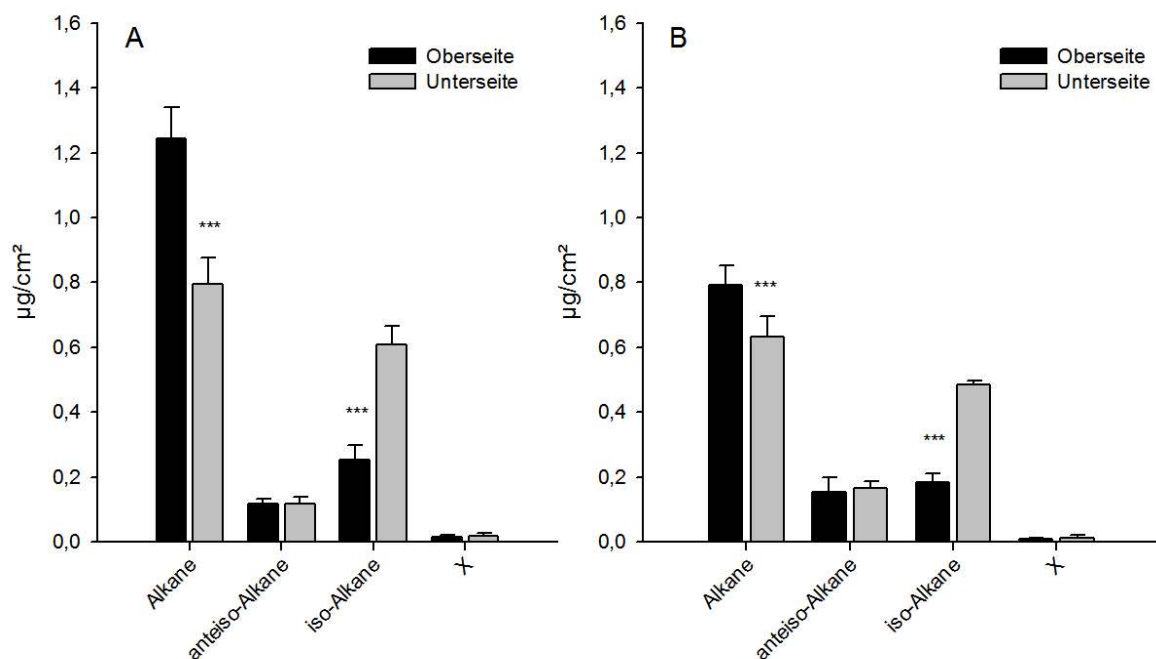 A
Oberseite
Unterseite
µg/cm²
1,6
1,4
1,2
1,0
0,8
0,6
0,4
0,2
0,0
***
***
Alkane
anteiso-Alkane
iso-Alkane
X
B
Oberseite
Unterseite
µg/cm²
1,6
1,4
1,2
1,0
0,8
0,6
0,4
0,2
0,0
***
***
Alkane
anteiso-Alkane
iso-Alkane
X